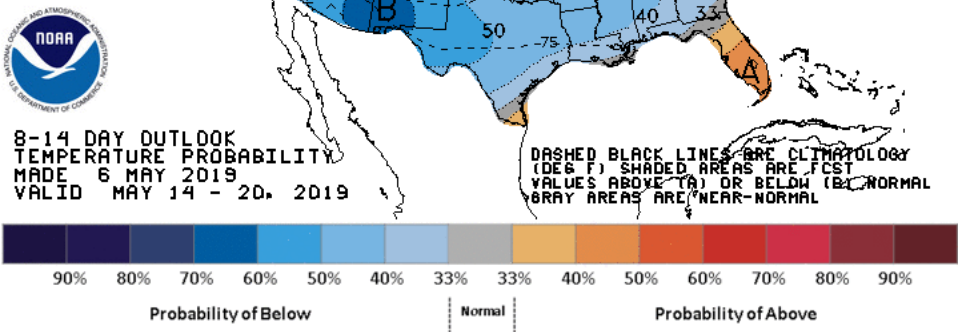 B
50
40
33
75
A
NATIONAL OCEANIC AND ATMOSPHERIC ADMINISTRATION
NOAA
U.S. DEPARTMENT OF COMMERCE
8-14 DAY OUTLOOK
TEMPERATURE PROBABILITY
MADE 6 MAY 2019
VALID MAY 14 - 20, 2019
DASHED BLACK LINES ARE CLIMATOLOGY
(DEG F) SHADED AREAS ARE FCST
VALUES ABOVE (A) OR BELOW (B) NORMAL
GRAY AREAS ARE NEAR-NORMAL
90% 80% 70% 60% 50% 40% 33% 33% 40% 50% 60% 70% 80% 90%
Probability of Below Normal Probability of Above